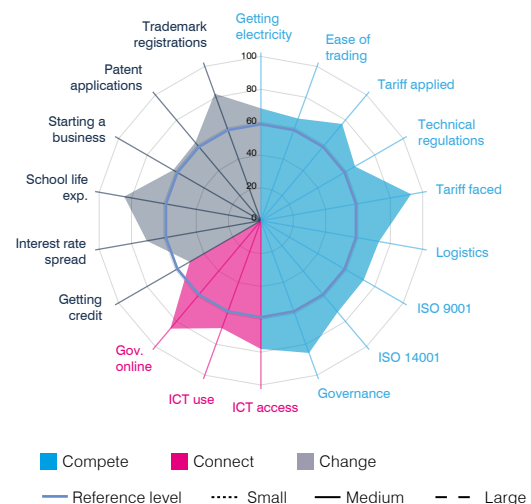 Getting
electricity
Trademark
registrations
Ease of
trading
Patent
applications
Tariff applied
Starting a
business
Technical
regulations
School life
exp.
Tariff faced
Interest rate
spread
Logistics
Getting
credit
ISO 9001
Gov.
online
ISO 14001
ICT use
ICT access
Governance
100
80
60
40
20
0
Compete Connect Change
Reference level Small Medium Large